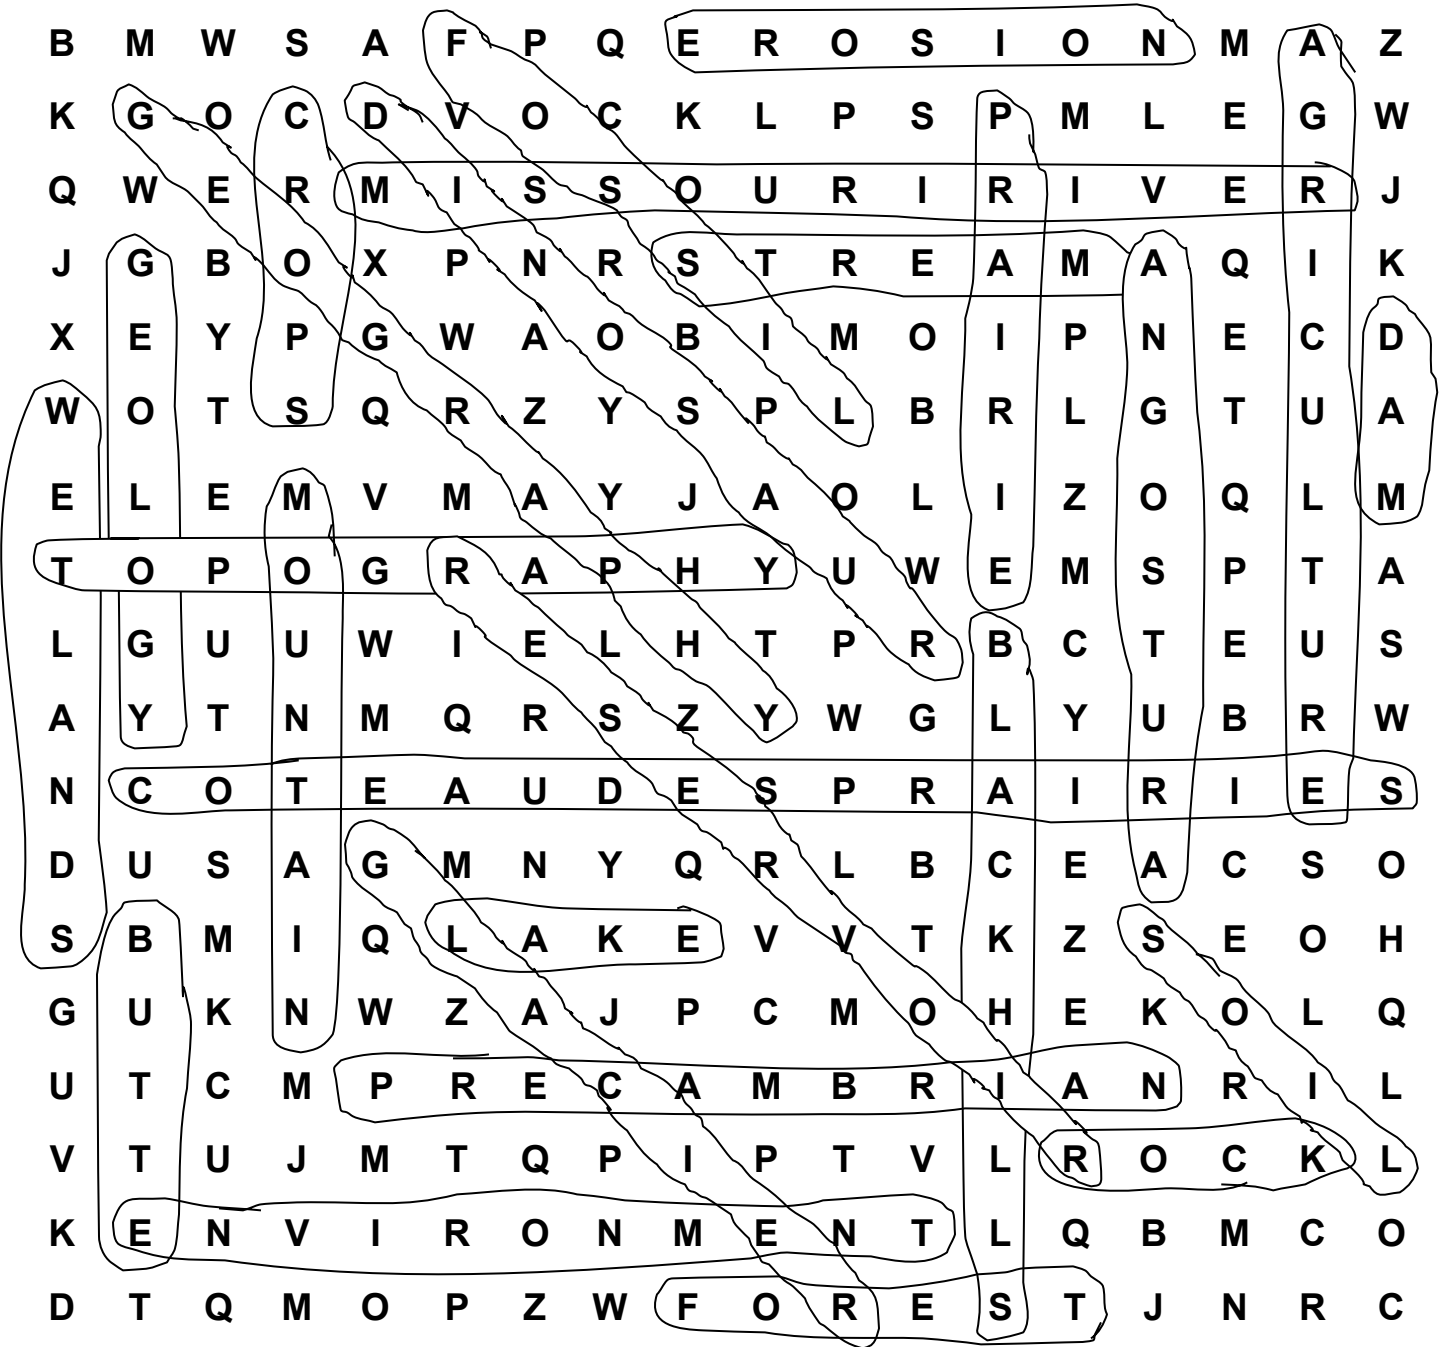 B M W S A F P Q E R O S I O N M A Z
K G O C D V O C K L P S P M L E G W
Q W E R M I S S O U R I R I V E R J
J G B O X P N R S T R E A M A Q I K
X E Y P G W A O B I M O I P N E C D
W O T S Q R Z Y S P L B R L G T U A
E L E M V M A Y J A O L I Z O Q L M
T O P O G R A P H Y U W E M S P T A
L G U U W I E L H T P R B C T E U S
A Y T N M Q R S Z Y W G L Y U B R W
N C O T E A U D E S P R A I R I E S
D U S A G M N Y Q R L B C E A C S O
S B M I Q L A K E V V T K Z S E O H
G U K N W Z A J P C M O H E K O L Q
U T C M P R E C A M B R I A N R I L
V T U J M T Q P I P T V L R O C K L
K E N V I R O N M E N T L Q B M C O
D T Q M O P Z W F O R E S T J N R C